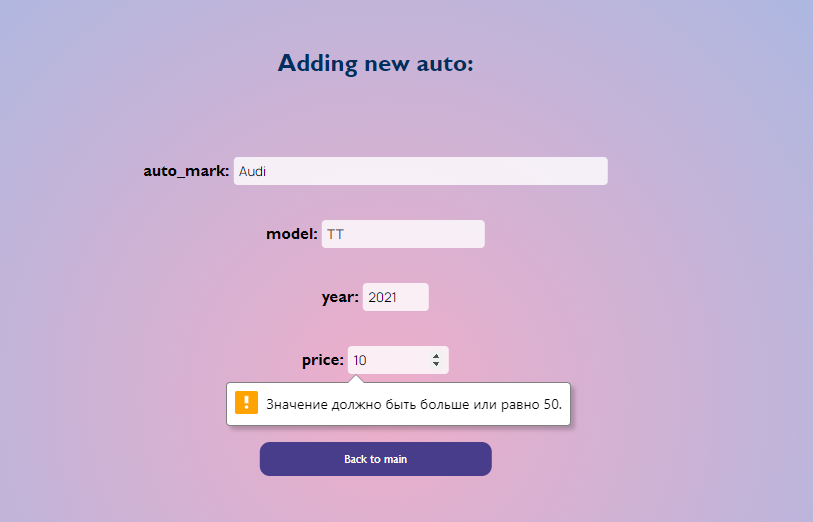 Adding new auto:
auto_mark: Audi
model: TT
year: 2021
price: 10
Значение должно быть больше или равно 50.
Back to main